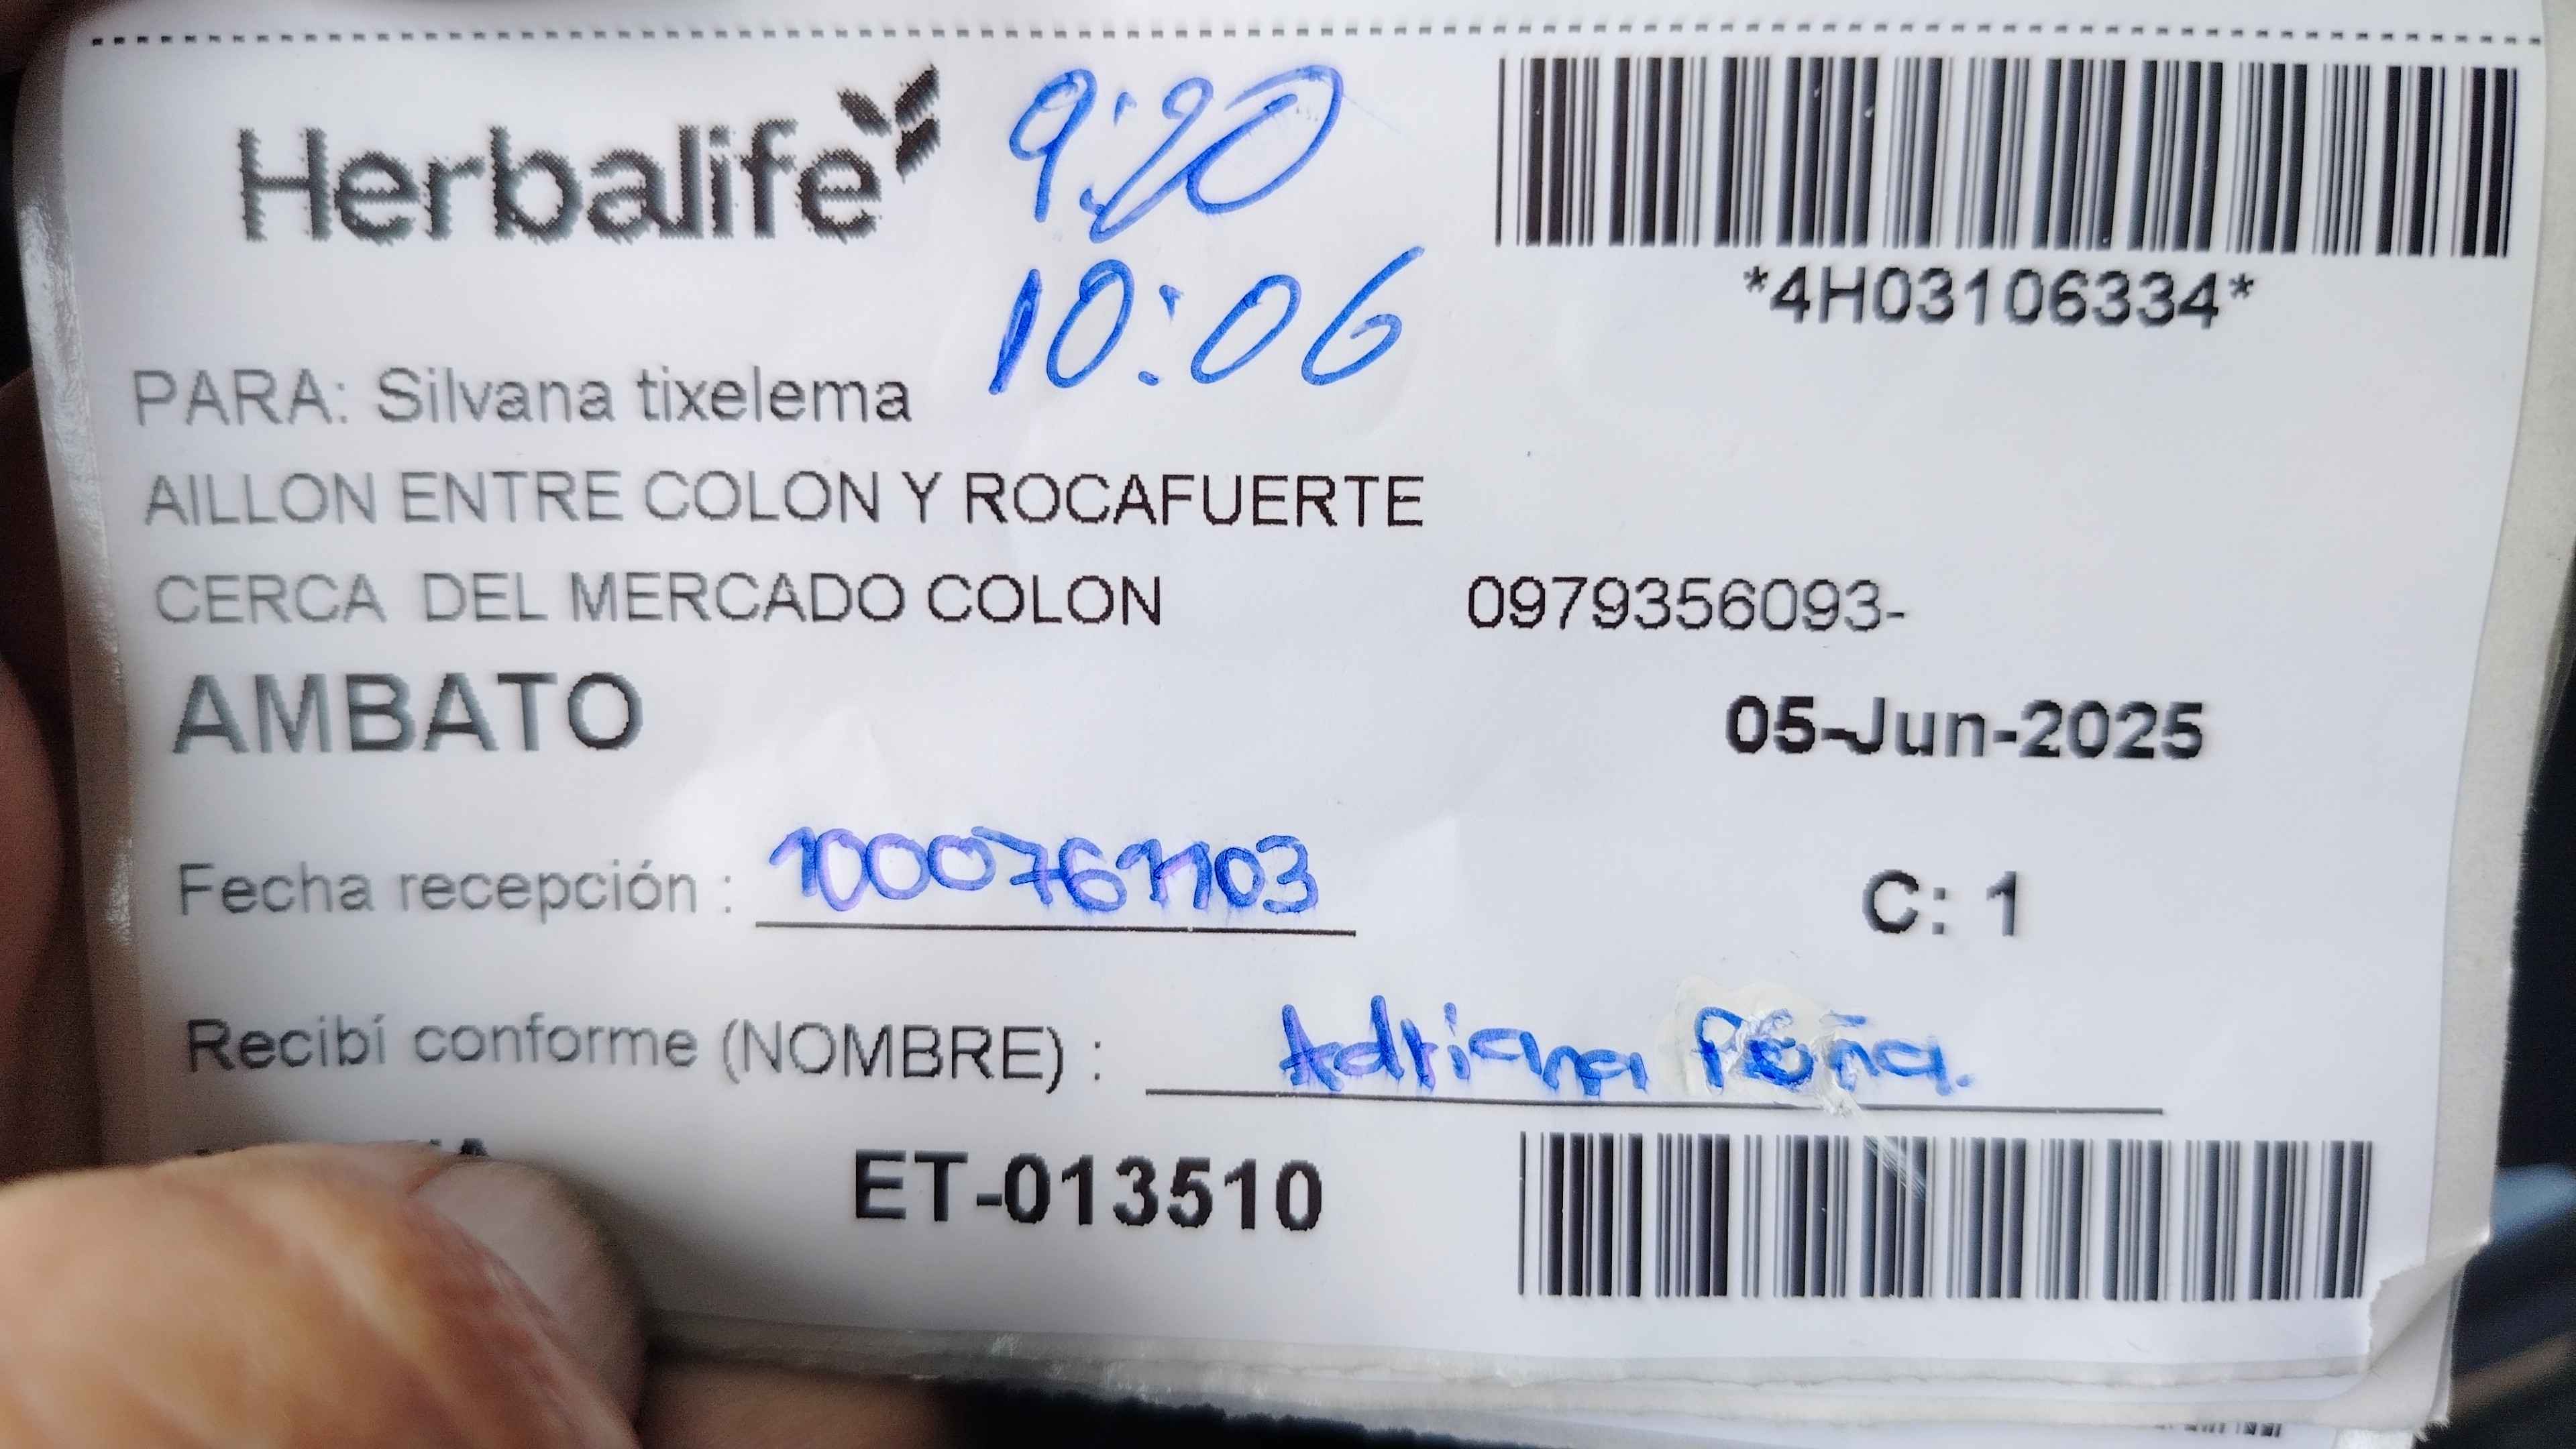 Herbalife
9:20
10:06
*4H03106334*
PARA: Silvana tixelema
AILLON ENTRE COLON Y ROCAFUERTE
CERCA DEL MERCADO COLON 0979356093-
AMBATO
05-Jun-2025
Fecha recepción : 1000761103
C: 1
Recibí conforme (NOMBRE) : Adriana Peña.
ET-013510